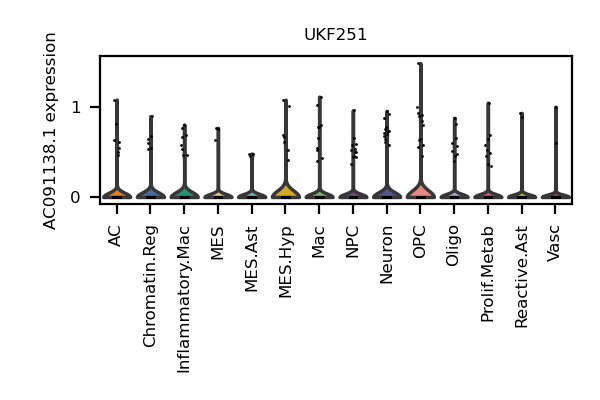 UKF251
AC091138.1 expression
1
0
AC
Chromatin.Reg
Inflammatory.Mac
MES
MES.Ast
MES.Hyp
Mac
NPC
Neuron
OPC
Oligo
Prolif.Metab
Reactive.Ast
Vasc